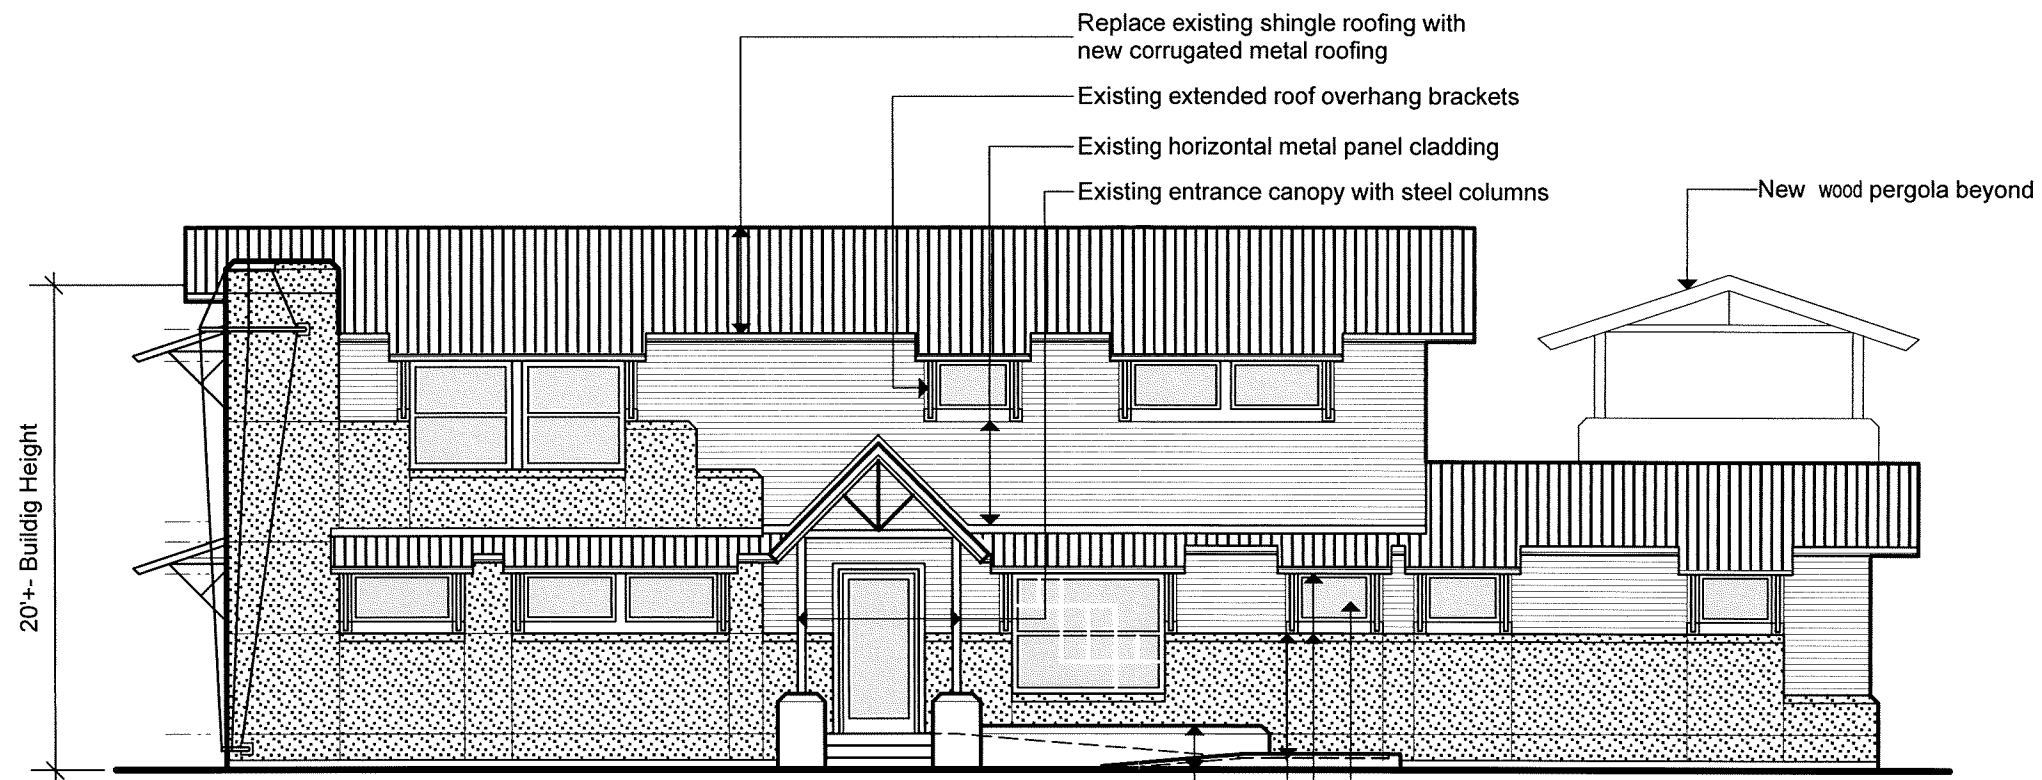 Replace existing shingle roofing with
new corrugated metal roofing
Existing extended roof overhang brackets
Existing horizontal metal panel cladding
Existing entrance canopy with steel columns
New wood pergola beyond
20'+- Buildig Height